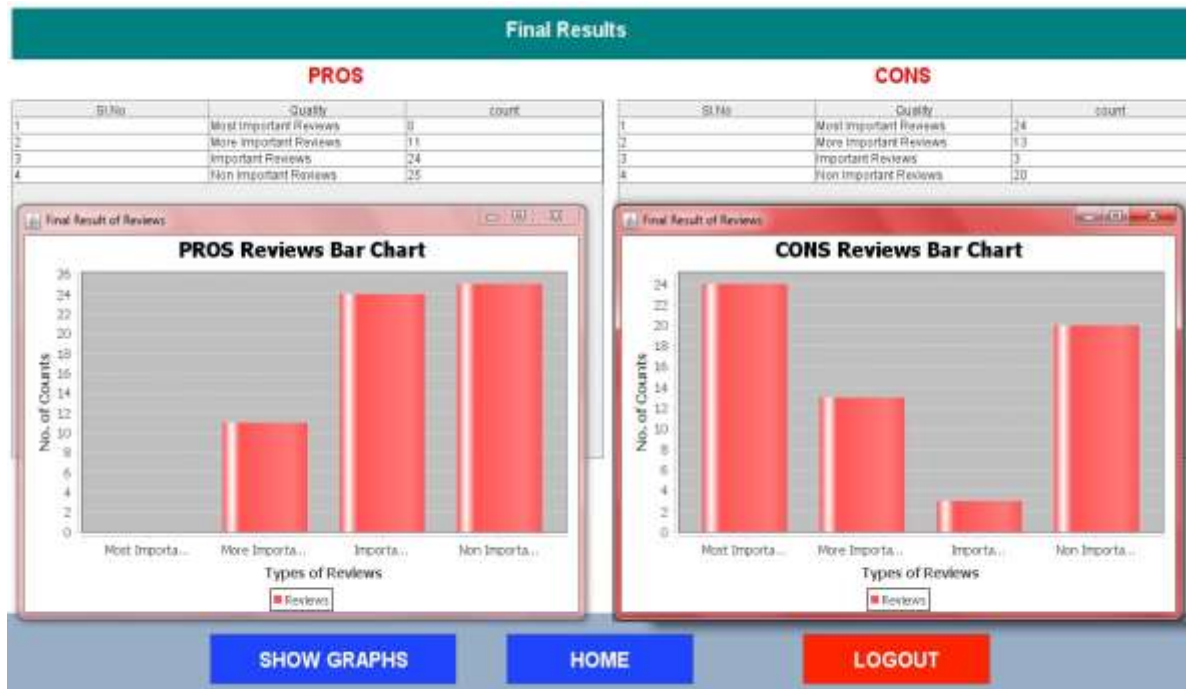 Final Results
PROS
Sl.No Quality count
1 Most Important Reviews 0
2 More Important Reviews 11
3 Important Reviews 24
4 Non Important Reviews 25
CONS
Sl.No Quality count
1 Most Important Reviews 24
2 More Important Reviews 13
3 Important Reviews 3
4 Non Important Reviews 20
Final Result of Reviews
PROS Reviews Bar Chart
No. of Counts
26
24
22
20
18
16
14
12
10
8
6
4
2
0
Most Importa... More Importa... Importa... Non Importa...
Types of Reviews
Reviews
Final Result of Reviews
CONS Reviews Bar Chart
No. of Counts
24
22
20
18
16
14
12
10
8
6
4
2
0
Most Importa... More Importa... Importa... Non Importa...
Types of Reviews
Reviews
SHOW GRAPHS HOME LOGOUT